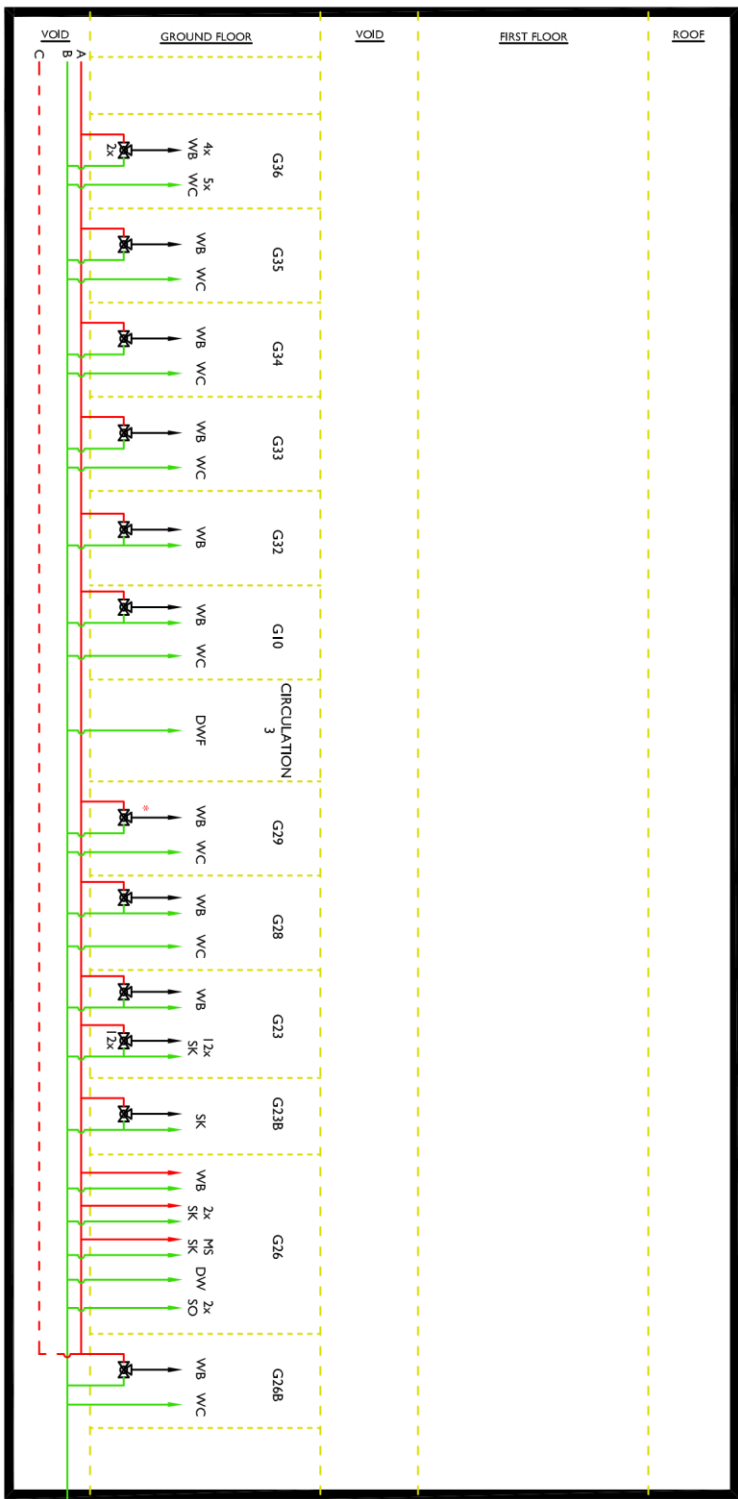 VOID
GROUND FLOOR
VOID
FIRST FLOOR
ROOF
A
B
C
G36
4x
WB
5x
WC
2x
G35
WB
WC
G34
WB
WC
G33
WB
WC
G32
WB
G10
WB
WC
CIRCULATION
3
DWF
G29
*
WB
WC
G28
WB
WC
G23
WB
12x
SK
12x
G23B
SK
G26
WB
2x
SK
MS
SK
DW
2x
SO
G26B
WB
WC